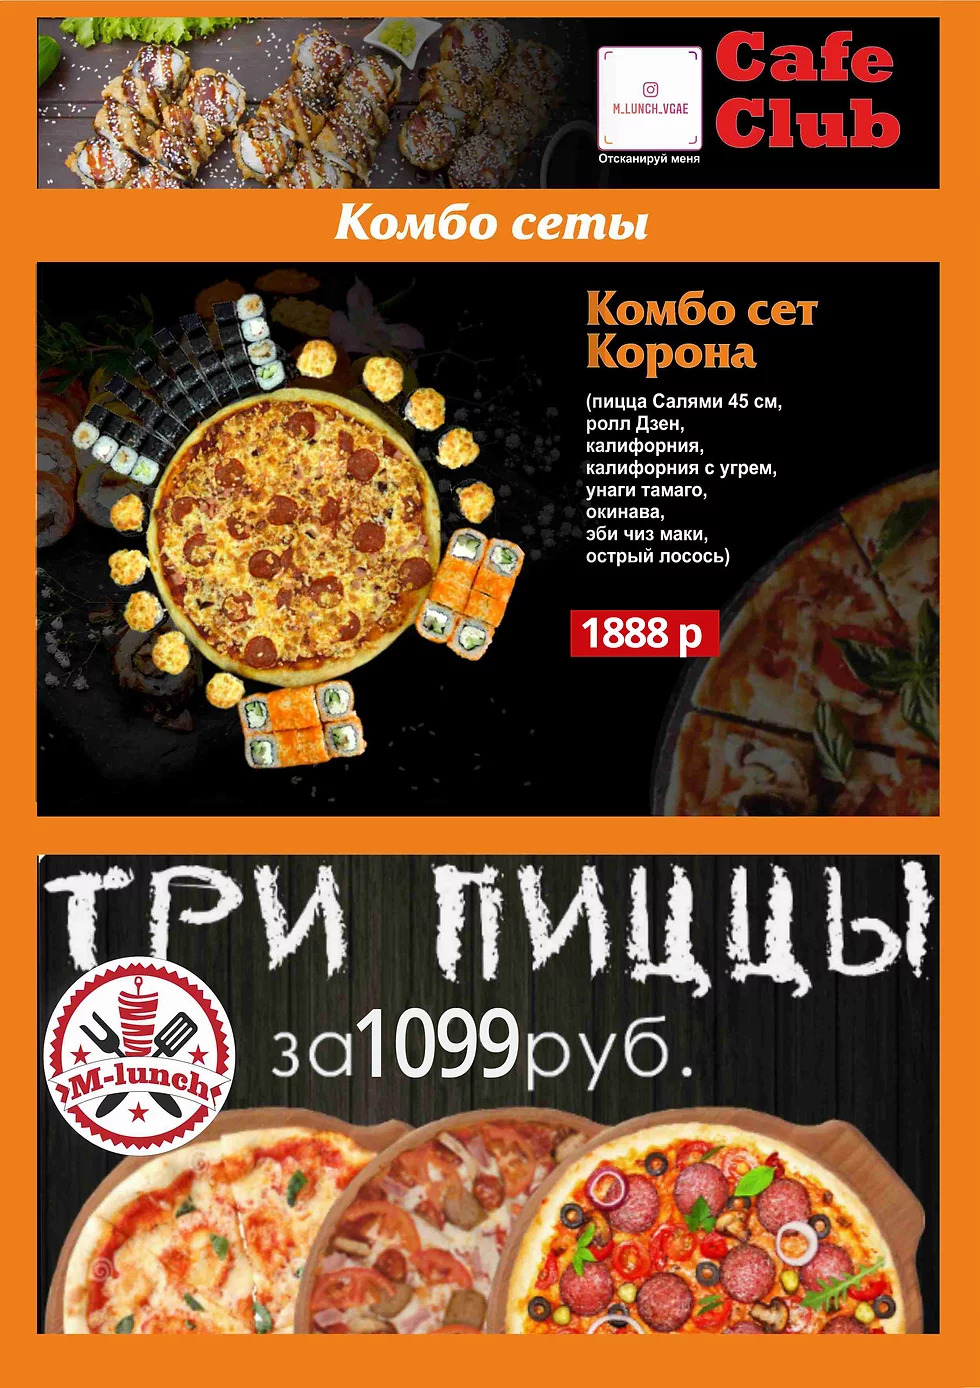 Cafe
Club
M_LUNCH_VGAE
Отсканируй меня
Комбо сеты
Комбо сет
Корона
(пицца Салями 45 см,
ролл Дзен,
калифорния,
калифорния с угрем,
унаги тамаго,
окинава,
эби чиз маки,
острый лосось)
1888 р
ТРИ ПИЦЦЫ
за1099руб.
M-lunch